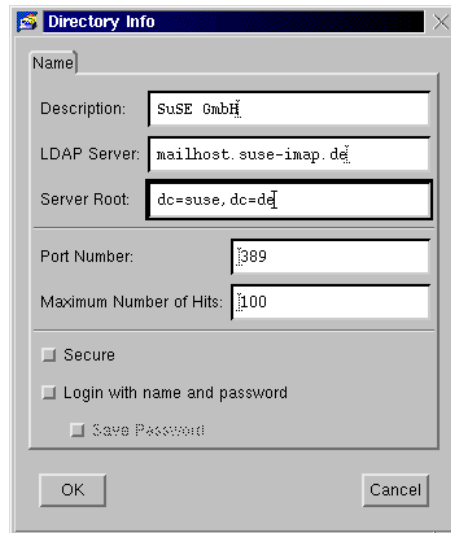 Directory Info
Name
Description: SuSE GmbH
LDAP Server: mailhost.suse-imap.de
Server Root: dc=suse,dc=de
Port Number: 389
Maximum Number of Hits: 100
Secure
Login with name and password
Save Password
OK Cancel